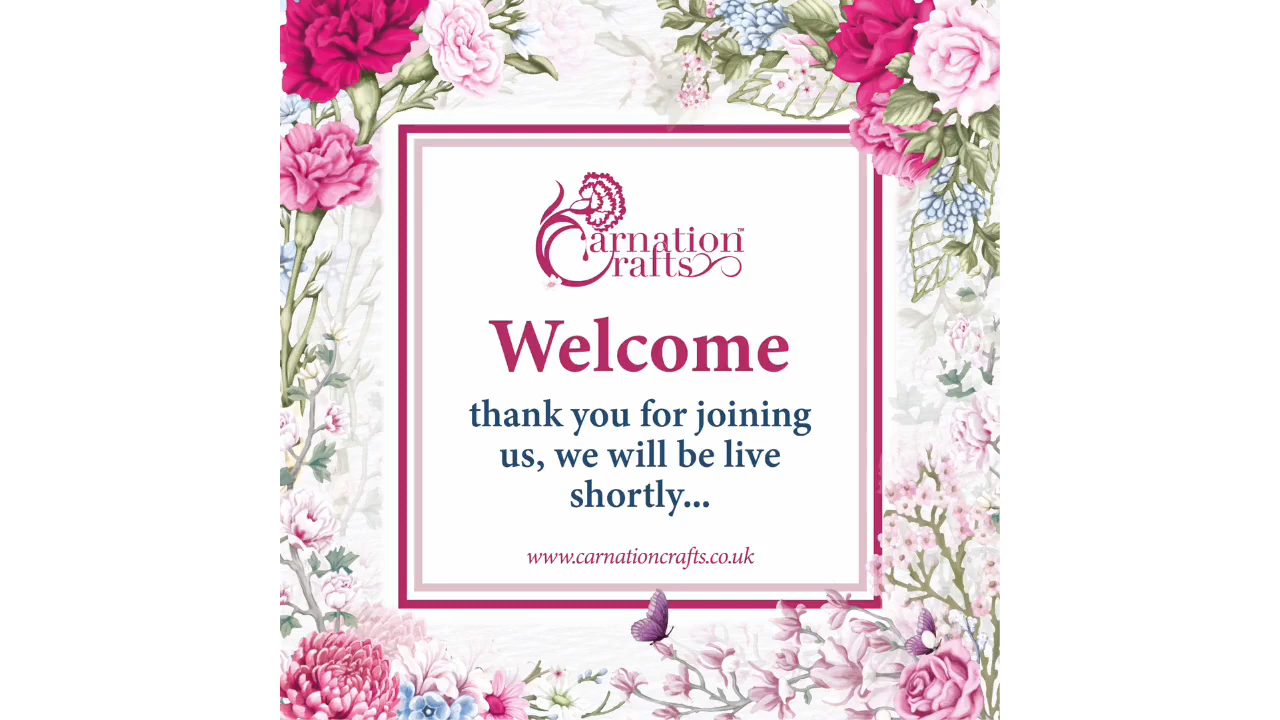 Carnation™
Crafts
Welcome
thank you for joining
us, we will be live
shortly...
www.carnationcrafts.co.uk